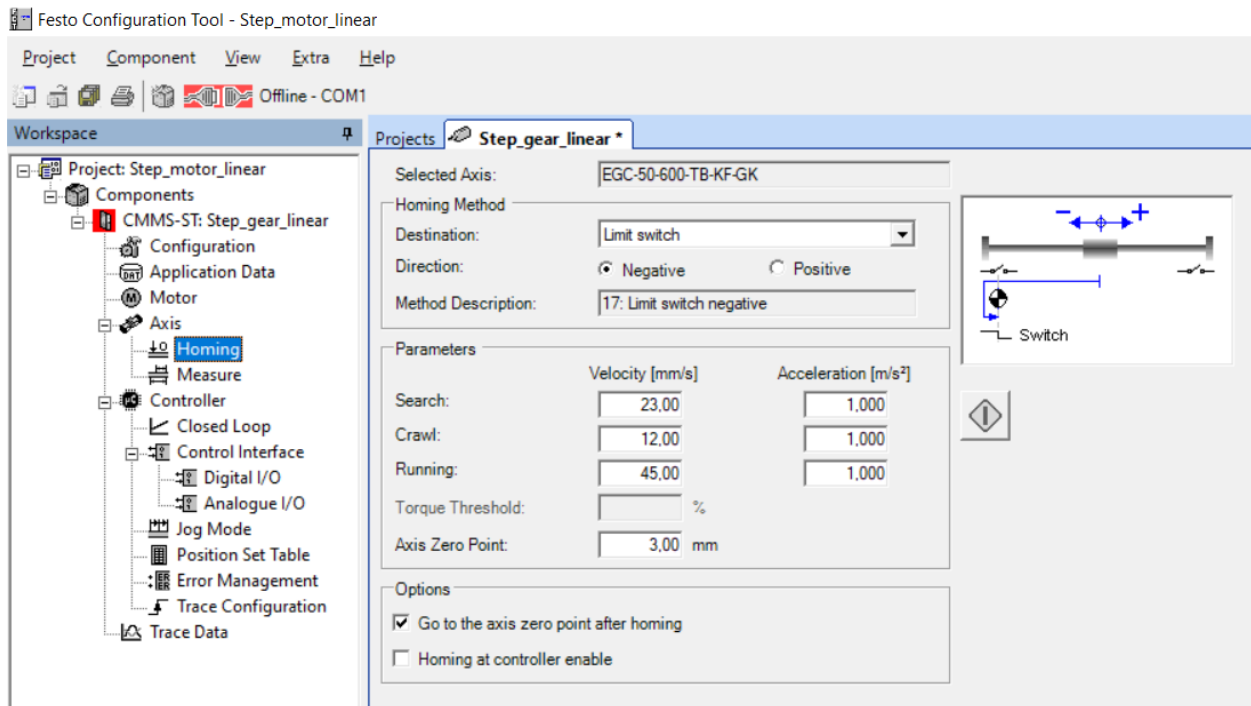 Festo Configuration Tool - Step_motor_linear
Project Component View Extra Help
Offline - COM1
Workspace
Project: Step_motor_linear
Components
CMMS-ST: Step_gear_linear
Configuration
Application Data
Motor
Axis
Homing
Measure
Controller
Closed Loop
Control Interface
Digital I/O
Analogue I/O
Jog Mode
Position Set Table
Error Management
Trace Configuration
Trace Data
Projects Step_gear_linear *
Selected Axis: EGC-50-600-TB-KF-GK
Homing Method
Destination: Limit switch
Direction: Negative Positive
Method Description: 17: Limit switch negative
Parameters
Velocity [mm/s] Acceleration [m/s²]
Search: 23,00 1,000
Crawl: 12,00 1,000
Running: 45,00 1,000
Torque Threshold: %
Axis Zero Point: 3,00 mm
Options
Go to the axis zero point after homing
Homing at controller enable
- +
Switch